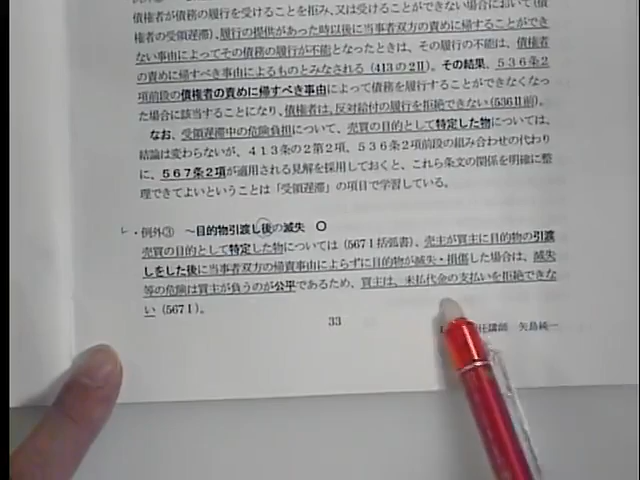 債権者が債務の履行を受けることを拒み、又は受けることができない場合において(債
権者の受領遅滞)、履行の提供があった時以後に当事者双方の責めに帰することができ
ない事由によってその債務の履行が不能となったときは、その履行の不能は、債権者
の責めに帰すべき事由によるものとみなされる(413の2Ⅱ)。その結果、536条2
項前段の債権者の責めに帰すべき事由によって債務を履行することができなくなっ
た場合に該当することになり、債権者は、反対給付の履行を拒絶できない(536Ⅱ前)。
なお、受領遅滞中の危険負担について、売買の目的として特定した物については、
結論は変わらないが、413条の2第2項、536条2項前段の組み合わせの代わり
に、567条2項が適用される見解を採用しておくと、これら条文の関係を明確に整
理できてよいということは「受領遅滞」の項目で学習している。
・例外③ ~目的物引渡し後の滅失 ○
売買の目的として特定した物については(567Ⅰ括弧書)、売主が買主に目的物の引渡
しをした後に当事者双方の帰責事由によらずに目的物が滅失・損傷した場合は、滅失
等の危険は買主が負うのが公平であるため、買主は、未払代金の支払いを拒絶できな
い(567Ⅰ)。
33
任講師 矢島純一